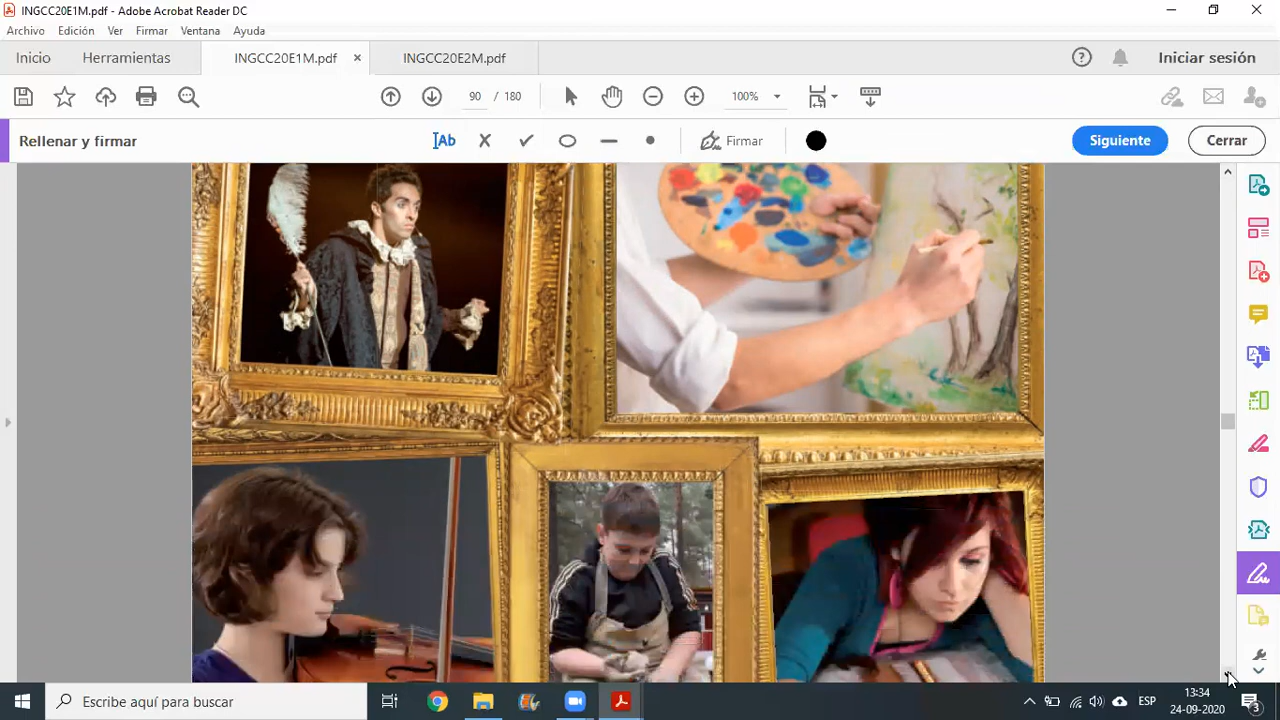 INGCC20E1M.pdf - Adobe Acrobat Reader DC
Archivo Edición Ver Firmar Ventana Ayuda
Inicio Herramientas INGCC20E1M.pdf × INGCC20E2M.pdf Iniciar sesión
90 / 180 100%
Rellenar y firmar Ab Firmar Siguiente Cerrar
Escribe aquí para buscar ESP 13:34
24-09-2020 3